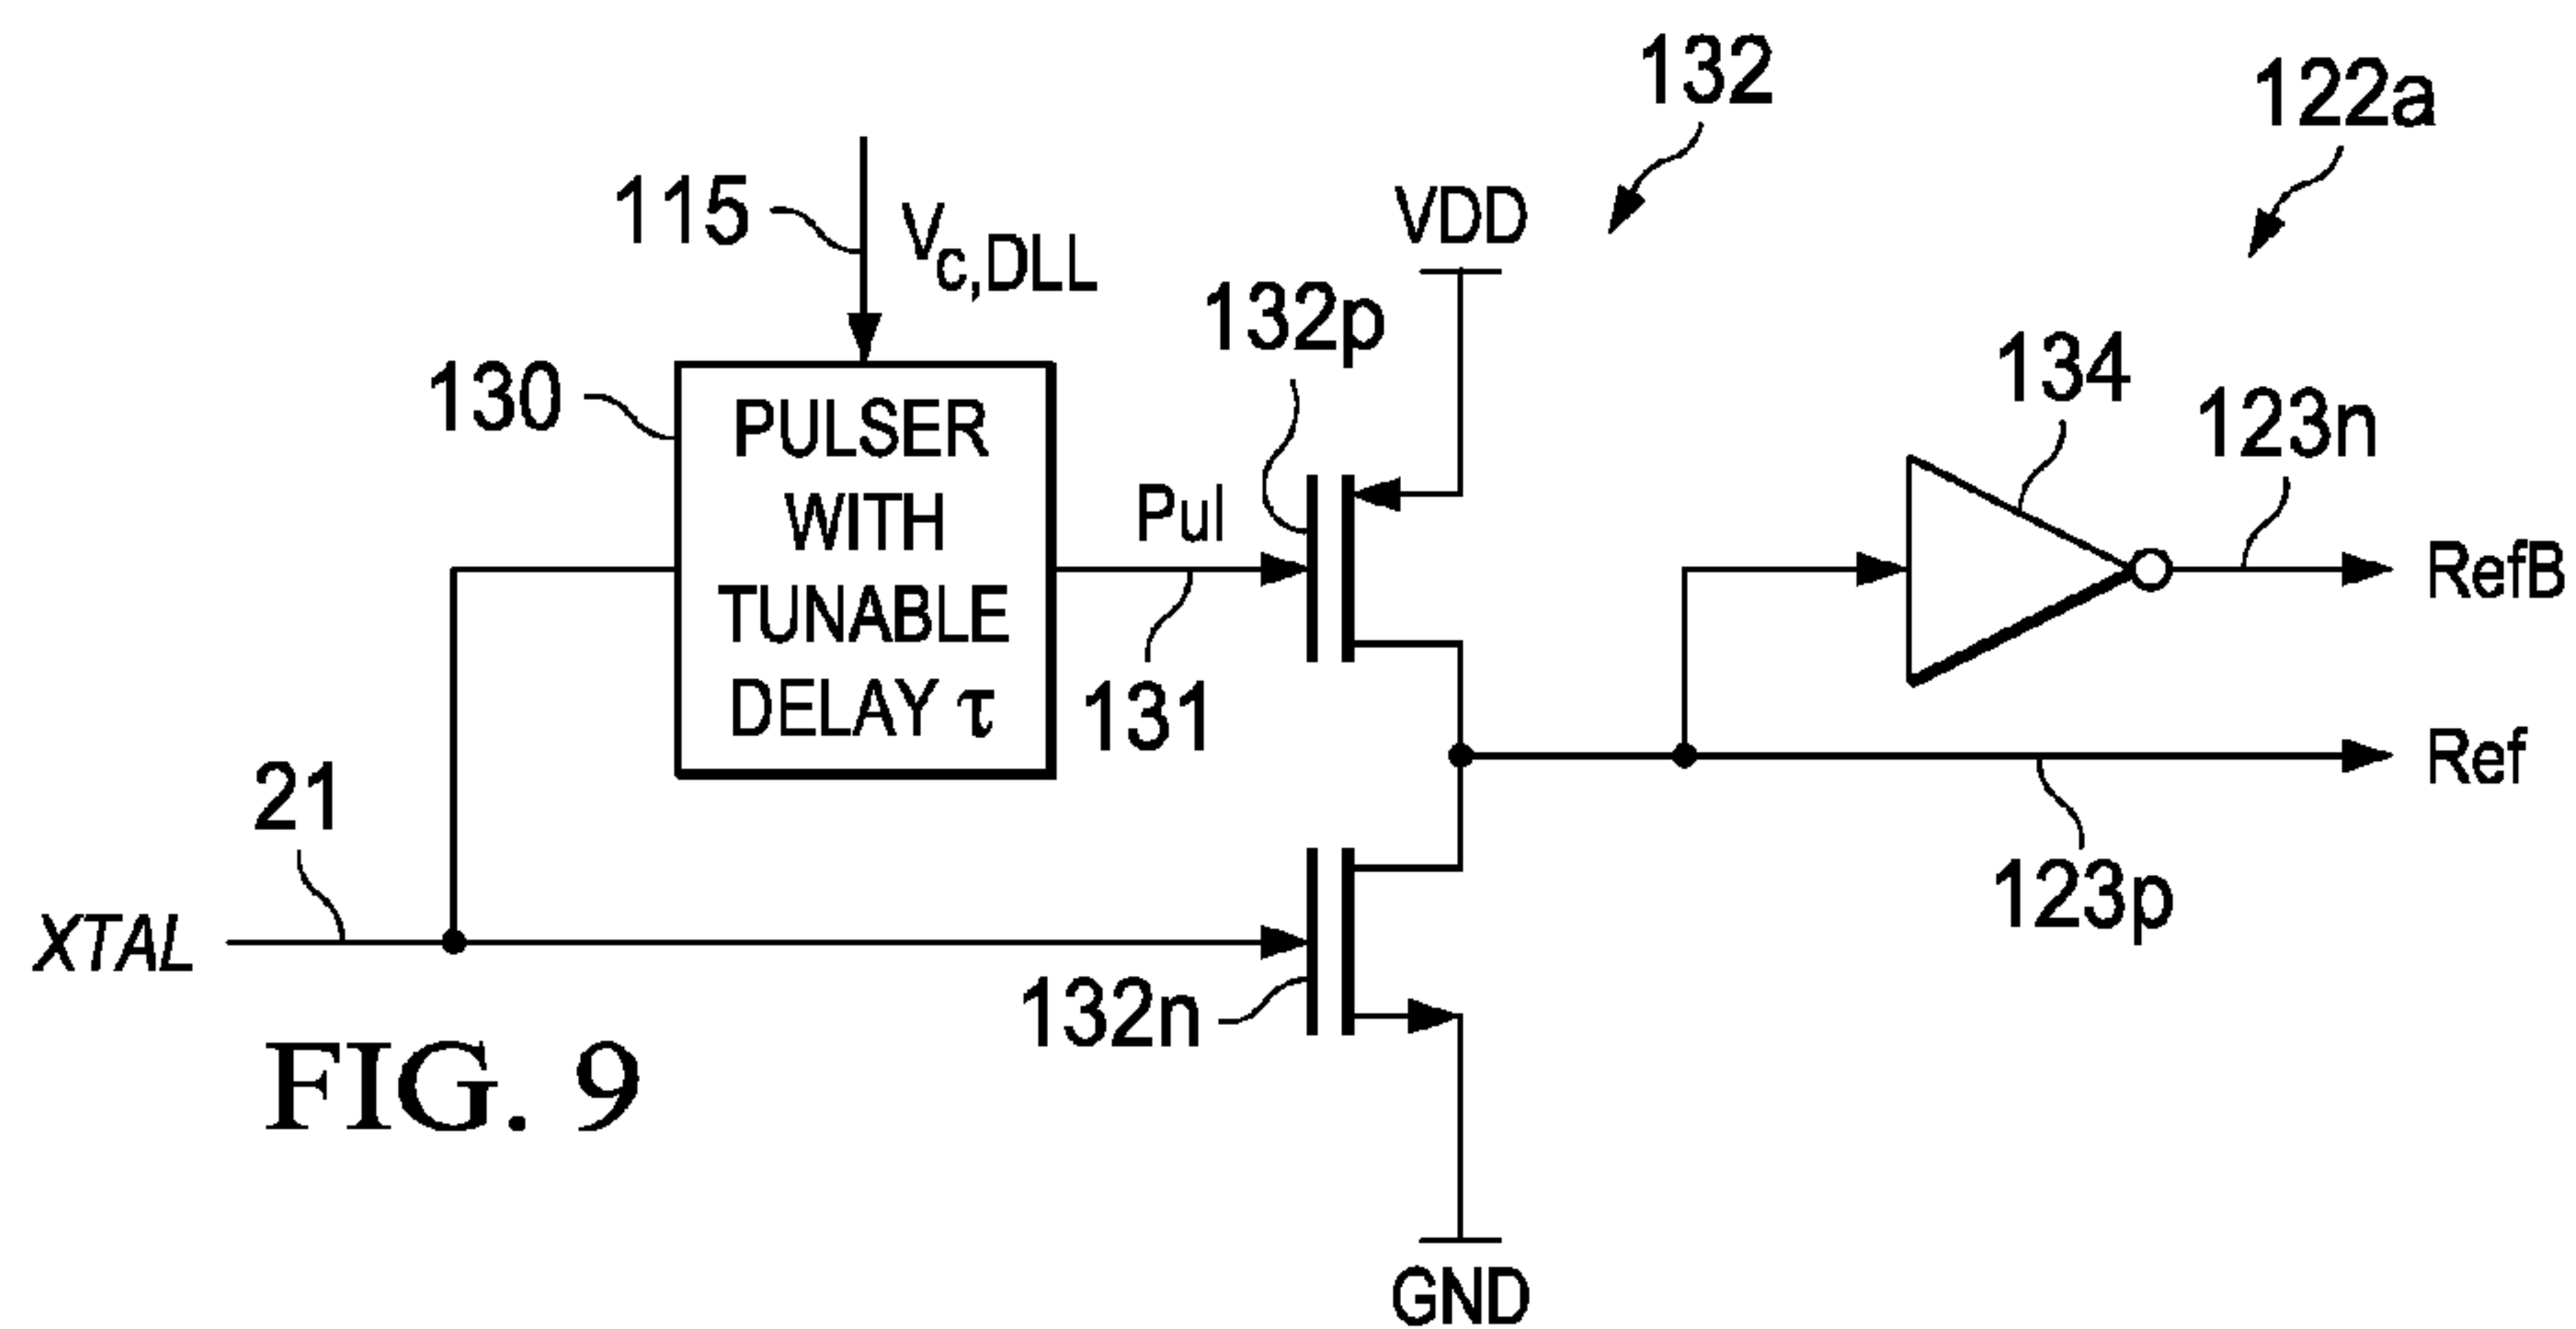 132
122a
115
V_c,DLL
VDD
132p
130
PULSER
WITH
TUNABLE
DELAY τ
Pul
131
134
123n
RefB
Ref
123p
21
XTAL
132n
GND
FIG. 9